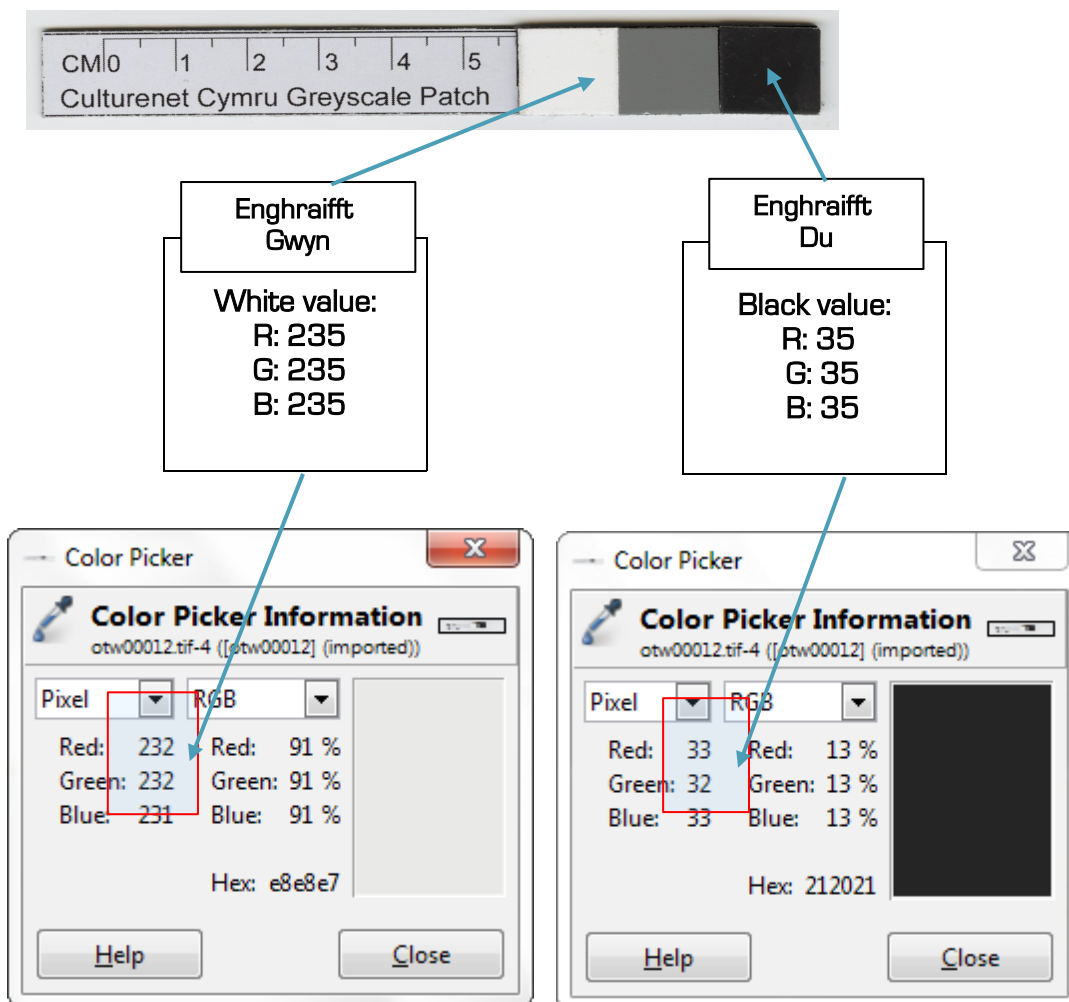 CM 0 1 2 3 4 5
Culturenet Cymru Greyscale Patch
Enghraifft
Gwyn
White value:
R: 235
G: 235
B: 235
Enghraifft
Du
Black value:
R: 35
G: 35
B: 35
Color Picker
Color Picker Information
otw00012.tif-4 ([otw00012] (imported))
Pixel RGB
Red: 232 Red: 91 %
Green: 232 Green: 91 %
Blue: 231 Blue: 91 %
Hex: e8e8e7
Help Close
Color Picker
Color Picker Information
otw00012.tif-4 ([otw00012] (imported))
Pixel RGB
Red: 33 Red: 13 %
Green: 32 Green: 13 %
Blue: 33 Blue: 13 %
Hex: 212021
Help Close